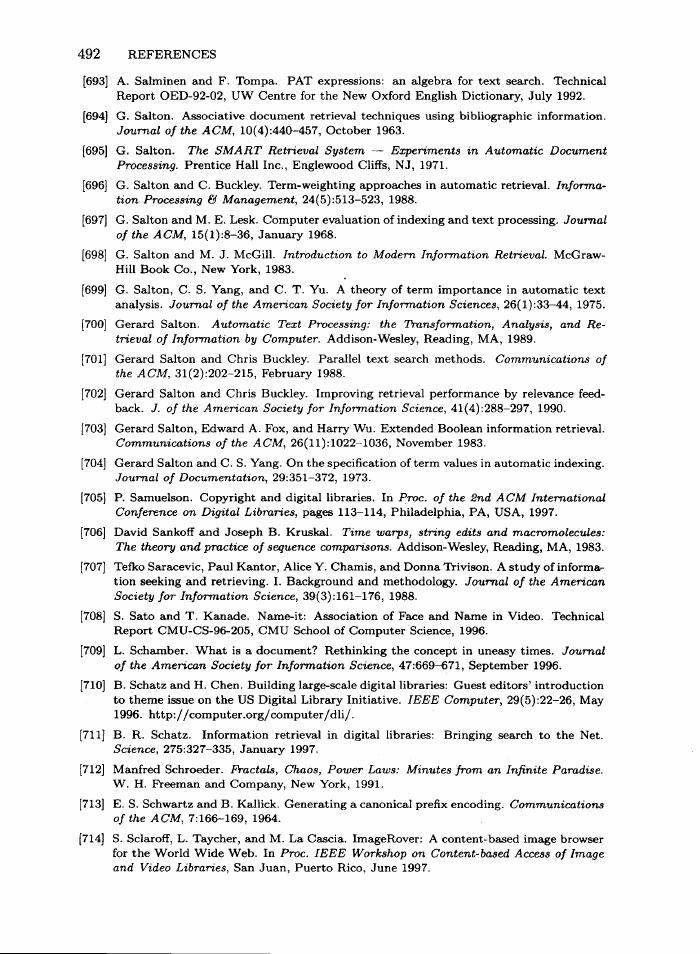 492 REFERENCES
[693] A. Salminen and F. Tompa. PAT expressions: an algebra for text search. Technical
Report OED-92-02, UW Centre for the New Oxford English Dictionary, July 1992.
[694] G. Salton. Associative document retrieval techniques using bibliographic information.
Journal of the ACM, 10(4):440–457, October 1963.
[695] G. Salton. The SMART Retrieval System — Experiments in Automatic Document
Processing. Prentice Hall Inc., Englewood Cliffs, NJ, 1971.
[696] G. Salton and C. Buckley. Term-weighting approaches in automatic retrieval. Informa-
tion Processing & Management, 24(5):513–523, 1988.
[697] G. Salton and M. E. Lesk. Computer evaluation of indexing and text processing. Journal
of the ACM, 15(1):8–36, January 1968.
[698] G. Salton and M. J. McGill. Introduction to Modern Information Retrieval. McGraw-
Hill Book Co., New York, 1983.
[699] G. Salton, C. S. Yang, and C. T. Yu. A theory of term importance in automatic text
analysis. Journal of the American Society for Information Sciences, 26(1):33–44, 1975.
[700] Gerard Salton. Automatic Text Processing: the Transformation, Analysis, and Re-
trieval of Information by Computer. Addison-Wesley, Reading, MA, 1989.
[701] Gerard Salton and Chris Buckley. Parallel text search methods. Communications of
the ACM, 31(2):202–215, February 1988.
[702] Gerard Salton and Chris Buckley. Improving retrieval performance by relevance feed-
back. J. of the American Society for Information Science, 41(4):288–297, 1990.
[703] Gerard Salton, Edward A. Fox, and Harry Wu. Extended Boolean information retrieval.
Communications of the ACM, 26(11):1022–1036, November 1983.
[704] Gerard Salton and C. S. Yang. On the specification of term values in automatic indexing.
Journal of Documentation, 29:351–372, 1973.
[705] P. Samuelson. Copyright and digital libraries. In Proc. of the 2nd ACM International
Conference on Digital Libraries, pages 113–114, Philadelphia, PA, USA, 1997.
[706] David Sankoff and Joseph B. Kruskal. Time warps, string edits and macromolecules:
The theory and practice of sequence comparisons. Addison-Wesley, Reading, MA, 1983.
[707] Tefko Saracevic, Paul Kantor, Alice Y. Chamis, and Donna Trivison. A study of informa-
tion seeking and retrieving. I. Background and methodology. Journal of the American
Society for Information Science, 39(3):161–176, 1988.
[708] S. Sato and T. Kanade. Name-it: Association of Face and Name in Video. Technical
Report CMU-CS-96-205, CMU School of Computer Science, 1996.
[709] L. Schamber. What is a document? Rethinking the concept in uneasy times. Journal
of the American Society for Information Science, 47:669–671, September 1996.
[710] B. Schatz and H. Chen. Building large-scale digital libraries: Guest editors' introduction
to theme issue on the US Digital Library Initiative. IEEE Computer, 29(5):22–26, May
1996. http://computer.org/computer/dli/.
[711] B. R. Schatz. Information retrieval in digital libraries: Bringing search to the Net.
Science, 275:327–335, January 1997.
[712] Manfred Schroeder. Fractals, Chaos, Power Laws: Minutes from an Infinite Paradise.
W. H. Freeman and Company, New York, 1991.
[713] E. S. Schwartz and B. Kallick. Generating a canonical prefix encoding. Communications
of the ACM, 7:166–169, 1964.
[714] S. Sclaroff, L. Taycher, and M. La Cascia. ImageRover: A content-based image browser
for the World Wide Web. In Proc. IEEE Workshop on Content-based Access of Image
and Video Libraries, San Juan, Puerto Rico, June 1997.